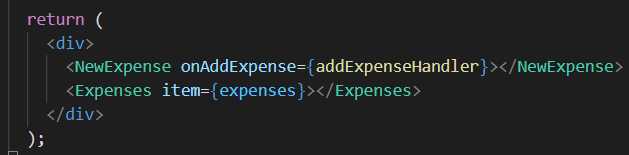 return (
<div>
<NewExpense onAddExpense={addExpenseHandler}></NewExpense>
<Expenses item={expenses}></Expenses>
</div>
);